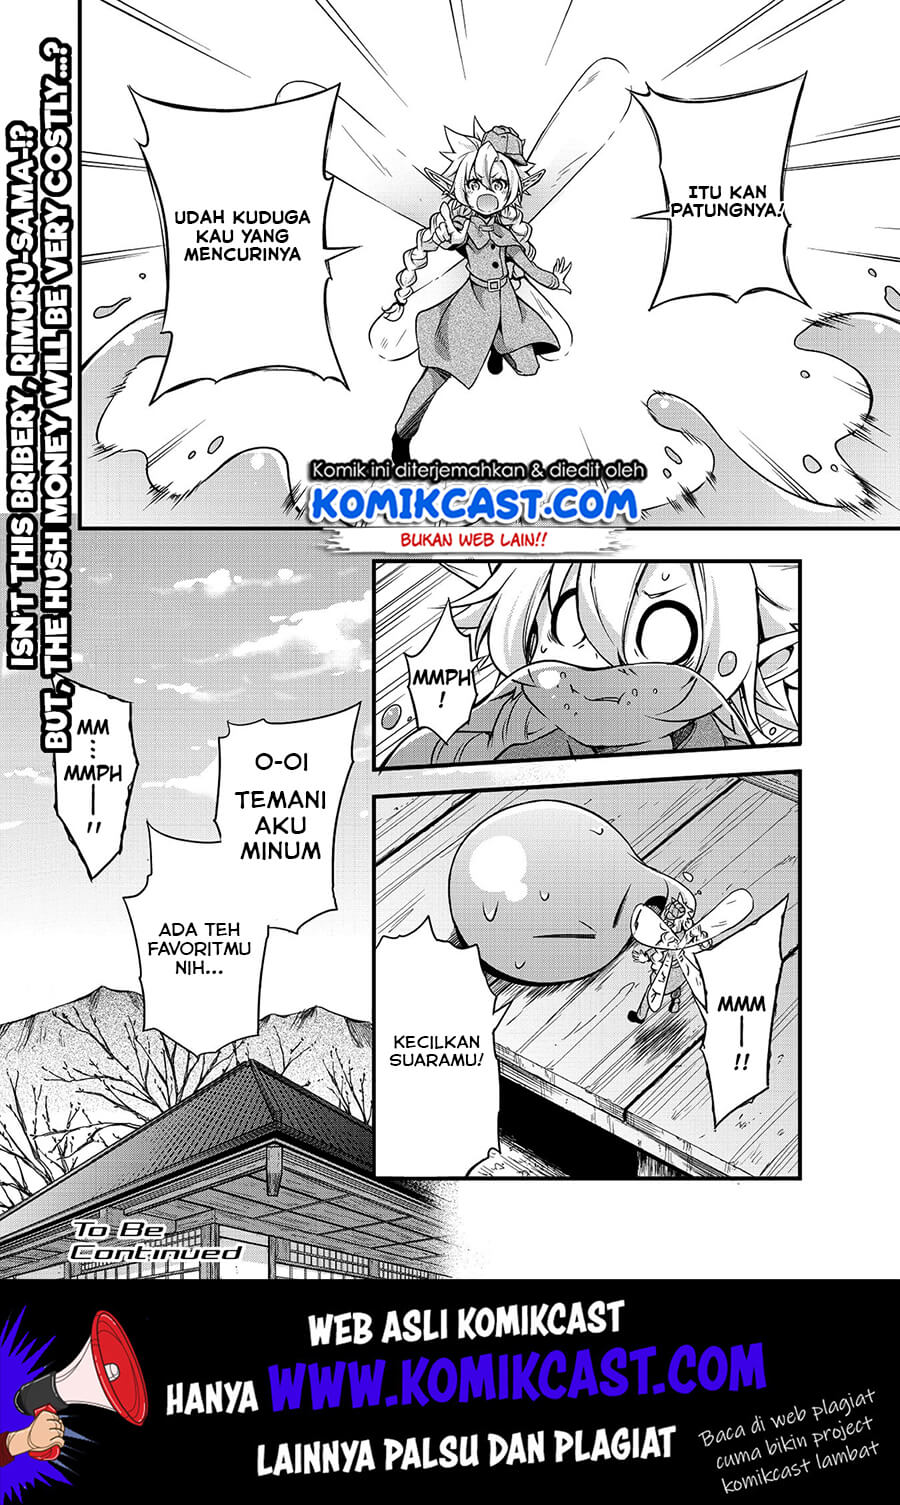 ISN'T THIS BRIBERY, RIMURU-SAMA-!?
BUT, THE HUSH MONEY WILL BE VERY COSTLY...?
ITU KAN
PATUNGNYA!
UDAH KUDUGA
KAU YANG
MENCURINYA
Komik ini diterjemahkan & diedit oleh
KOMIKCAST.COM
BUKAN WEB LAIN!!
MMPH
!
MMM
—
!!
KECILKAN
SUARAMU!
O-OI
TEMANI
AKU
MINUM
ADA TEH
FAVORITMU
NIH...
MM
...
MMPH
—
!!
To Be
Continued
WEB ASLI KOMIKCAST
HANYA WWW.KOMIKCAST.COM
LAINNYA PALSU DAN PLAGIAT
Baca di web plagiat
cuma bikin project
komikcast lambat